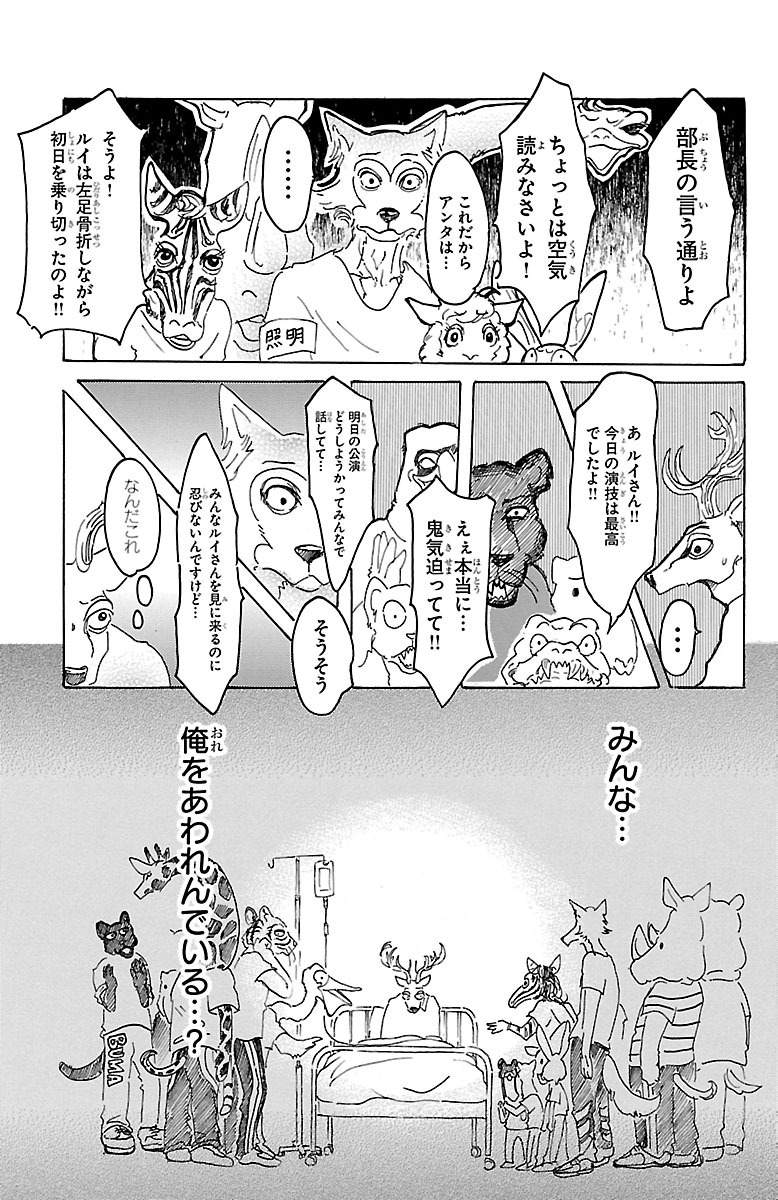 部長の言う通りよ
ちょっとは空気
読みなさいよ!
これだから
アンタは…
……
照明
そうよ!
ルイは左足骨折しながら
初日を乗り切ったのよ!!
あ ルイさん!!
今日の演技は最高
でしたよ!!
…
えぇ本当に…
鬼気迫ってて!!
明日の公演
どうしようかってみんなで
話してて…
そうそう
みんなルイさんを見に来るのに
忍びないんですけど…
なんだこれ
みんな…
俺をあわれんでいる…?
BUMA